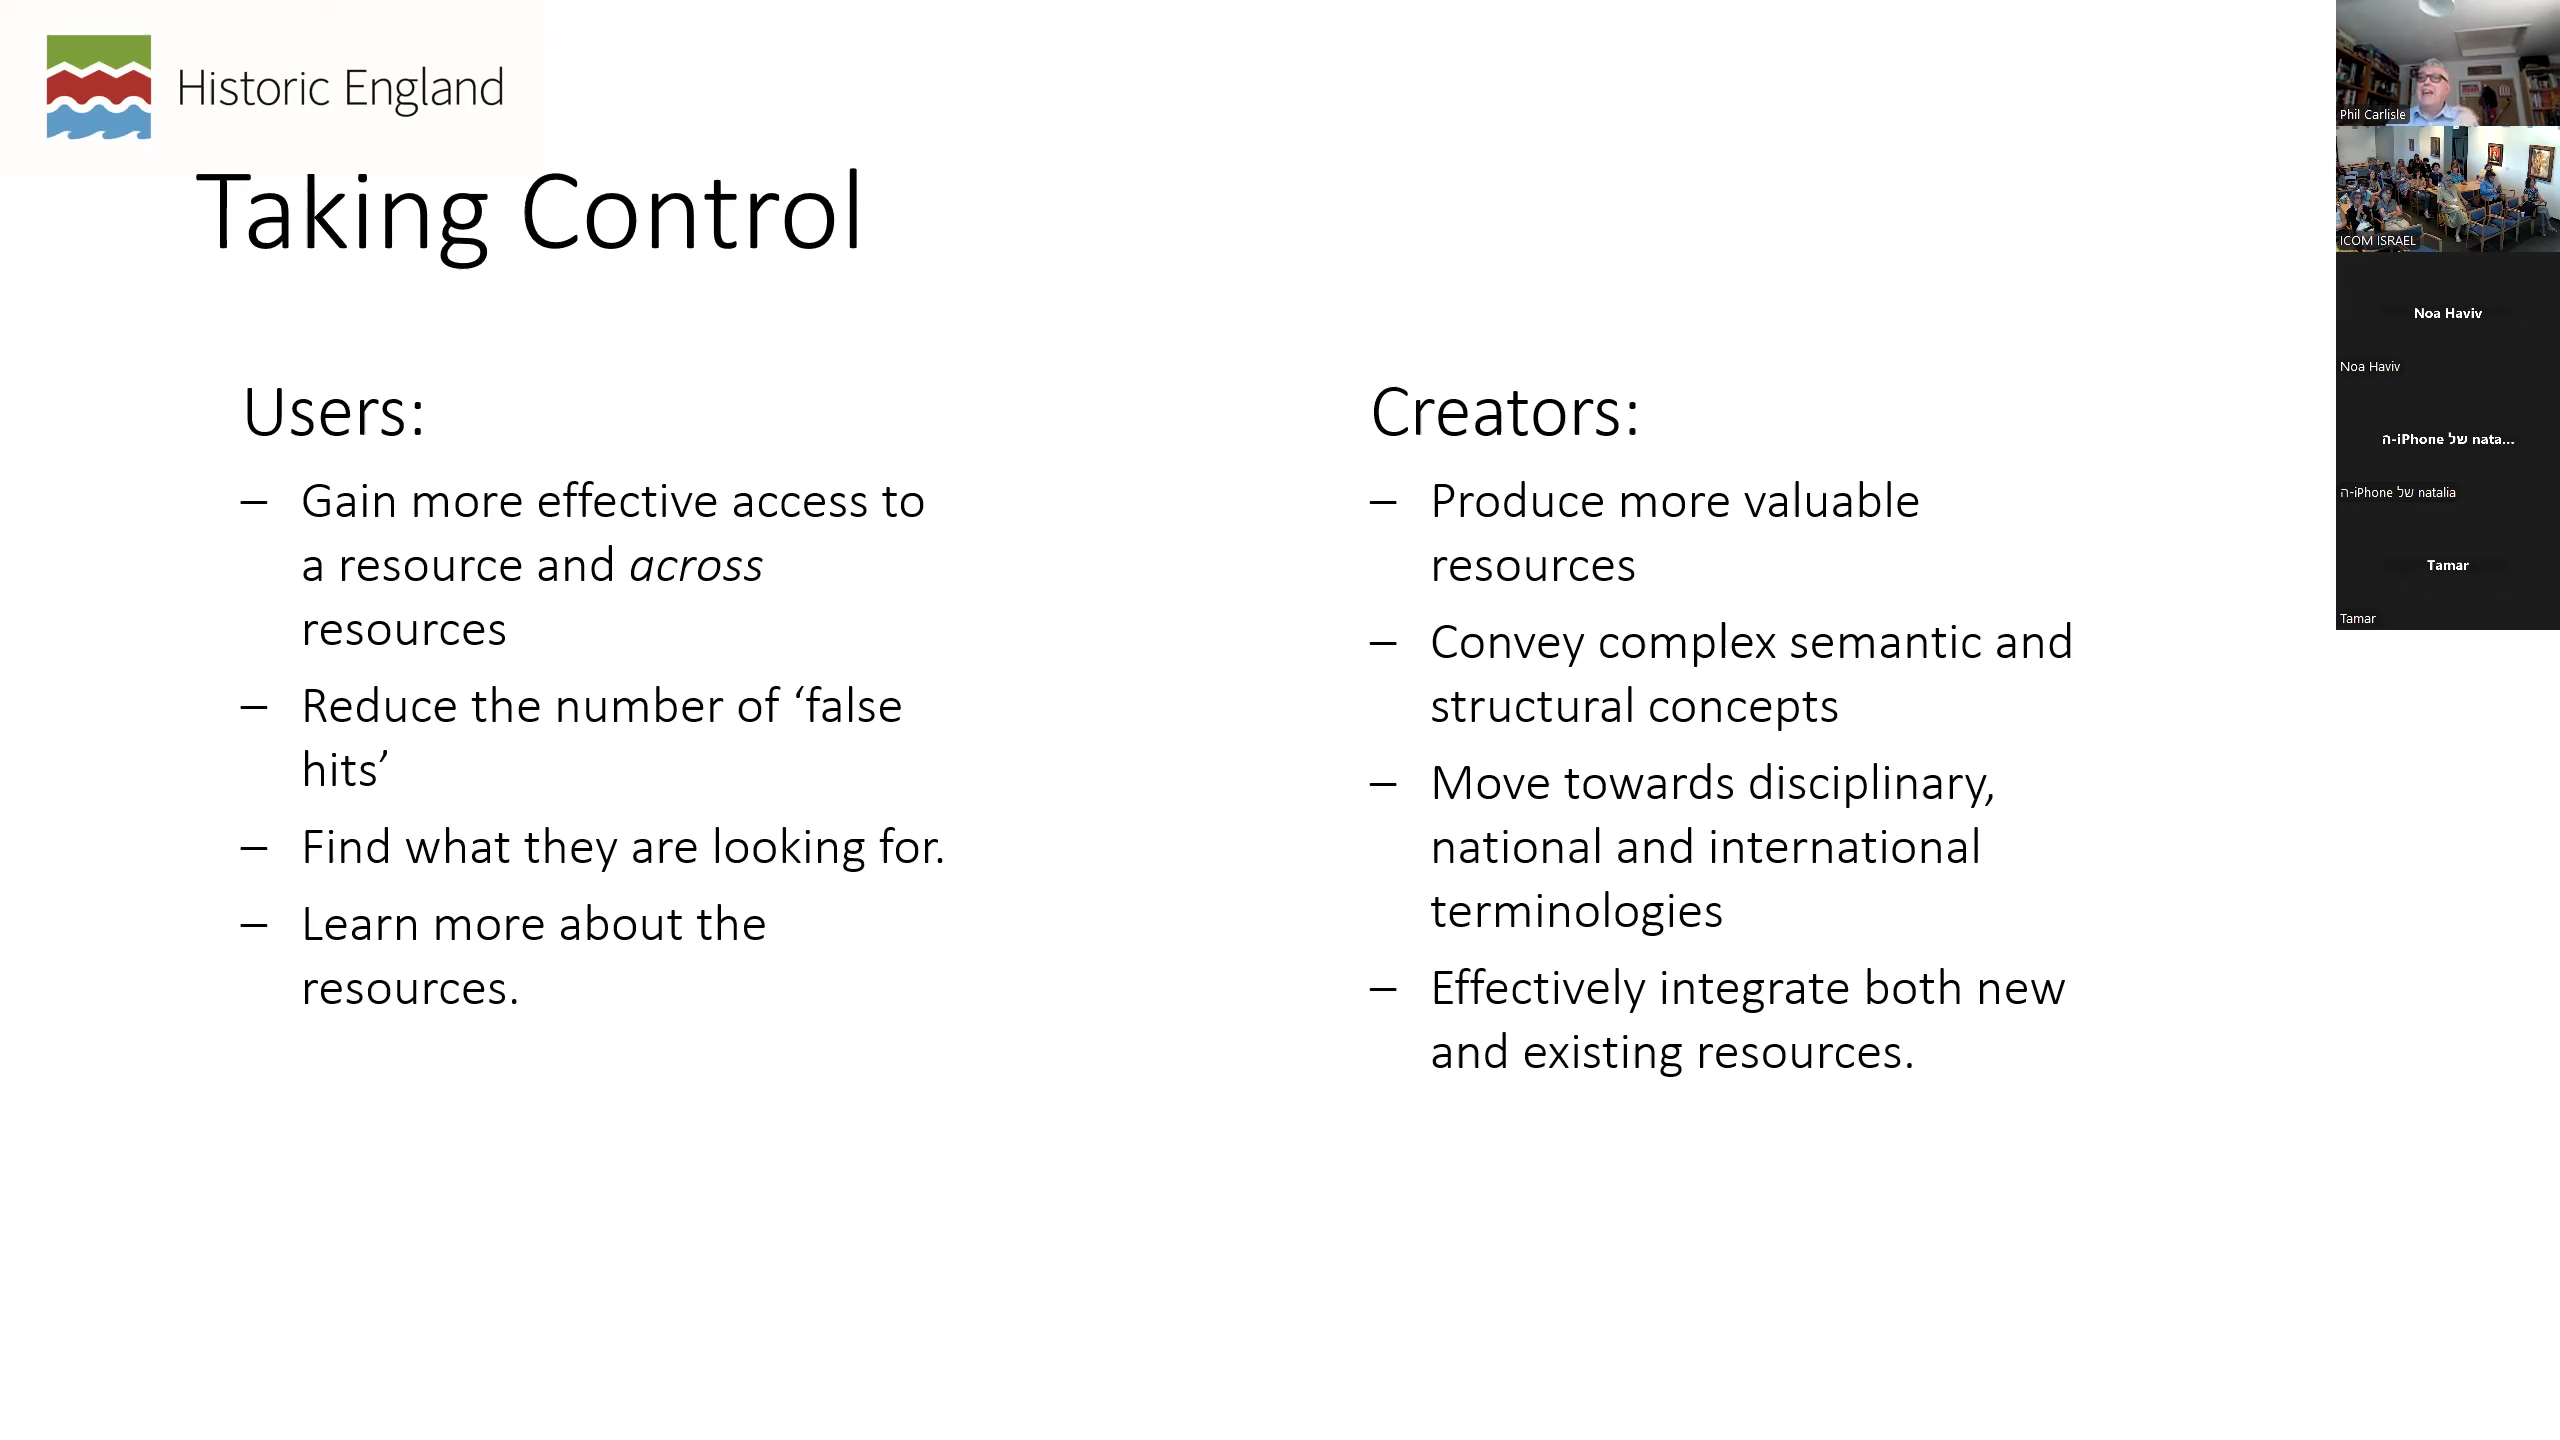 Historic England
Taking Control
Users:
– Gain more effective access to
a resource and across
resources
– Reduce the number of ‘false
hits’
– Find what they are looking for.
– Learn more about the
resources.
Creators:
– Produce more valuable
resources
– Convey complex semantic and
structural concepts
– Move towards disciplinary,
national and international
terminologies
– Effectively integrate both new
and existing resources.
Phil Carlisle
ICOM ISRAEL
Noa Haviv
Noa Haviv
ה-iPhone של nata...
ה-iPhone של natalia
Tamar
Tamar